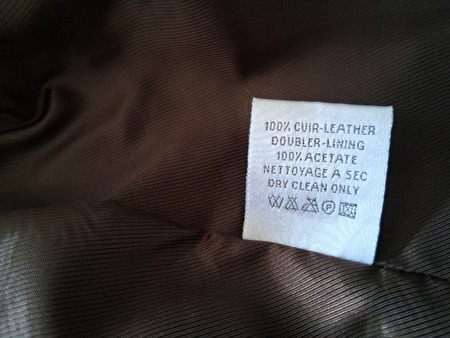 100% CUIR-LEATHER
DOUBLER-LINING
100% ACETATE
NETTOYAGE A SEC
DRY CLEAN ONLY